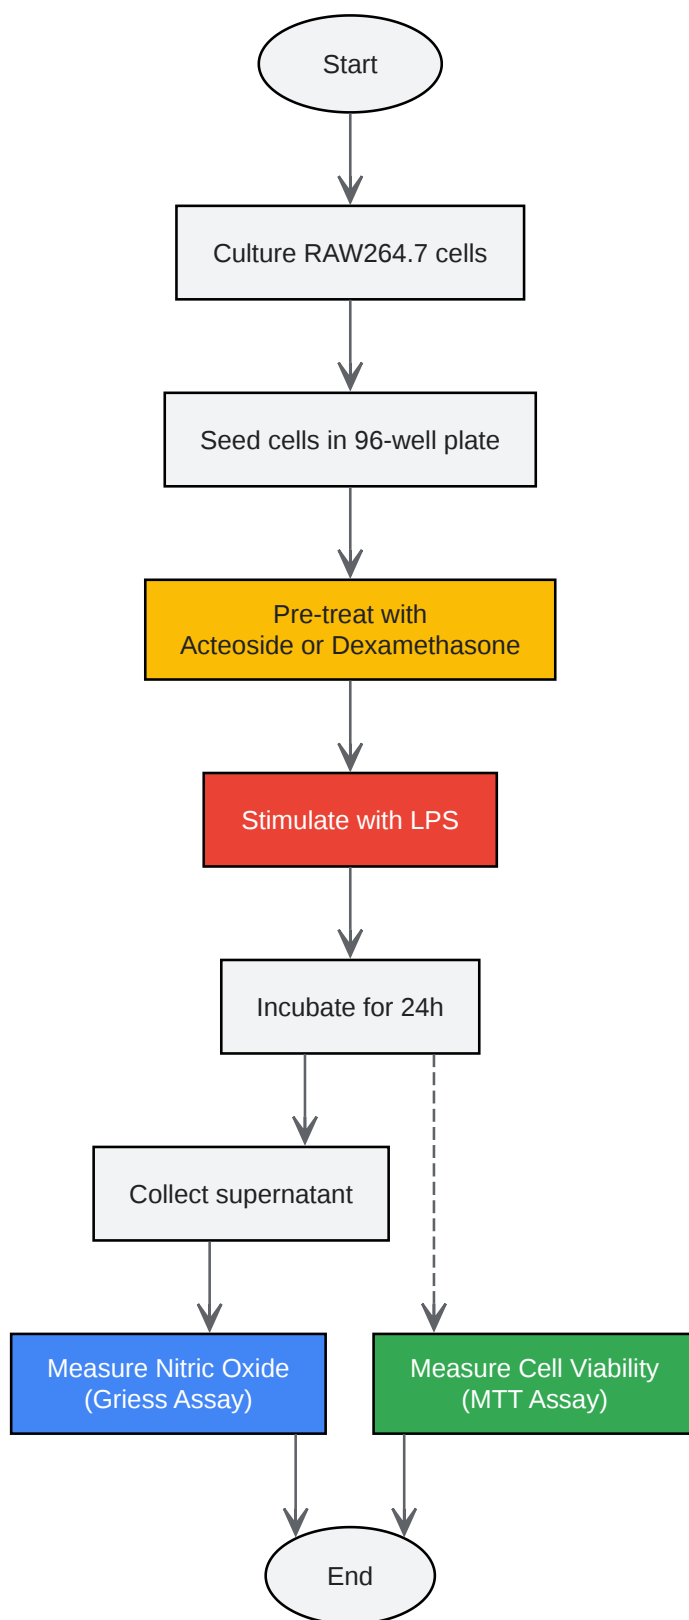 Start
Culture RAW264.7 cells
Seed cells in 96-well plate
Pre-treat with
Acteoside or Dexamethasone
Stimulate with LPS
Incubate for 24h
Collect supernatant
Measure Nitric Oxide
(Griess Assay)
Measure Cell Viability
(MTT Assay)
End